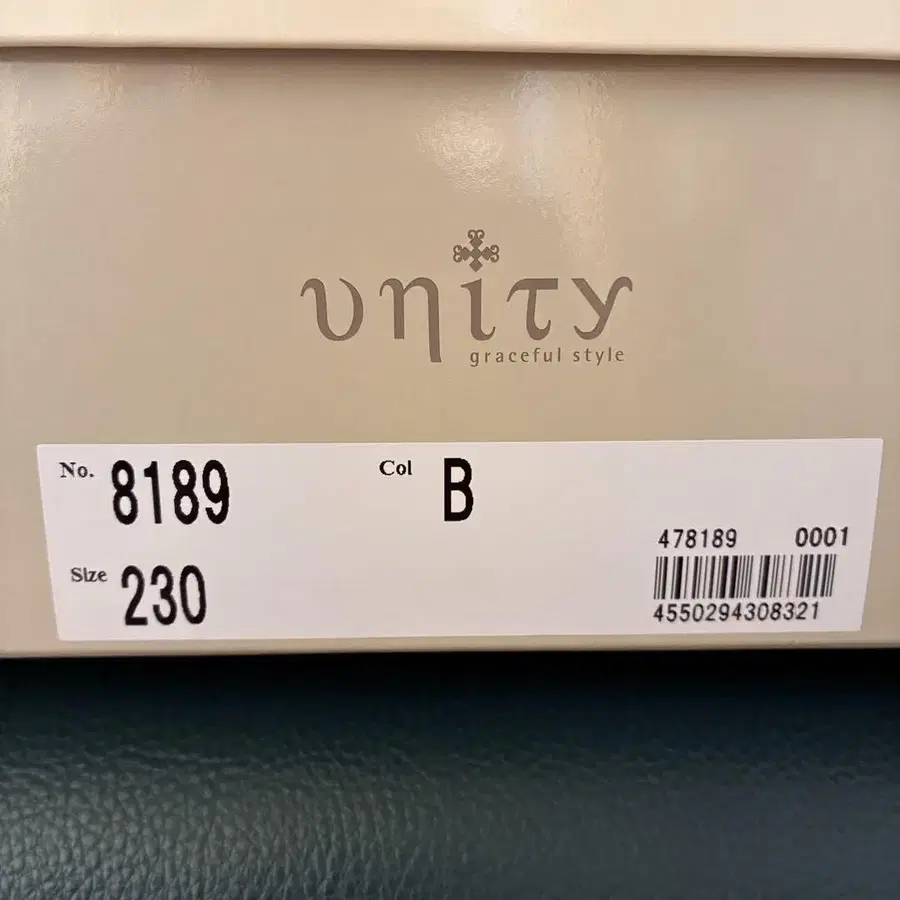 unity
graceful style
No. 8189 Col B
478189 0001
Size 230
4550294308321